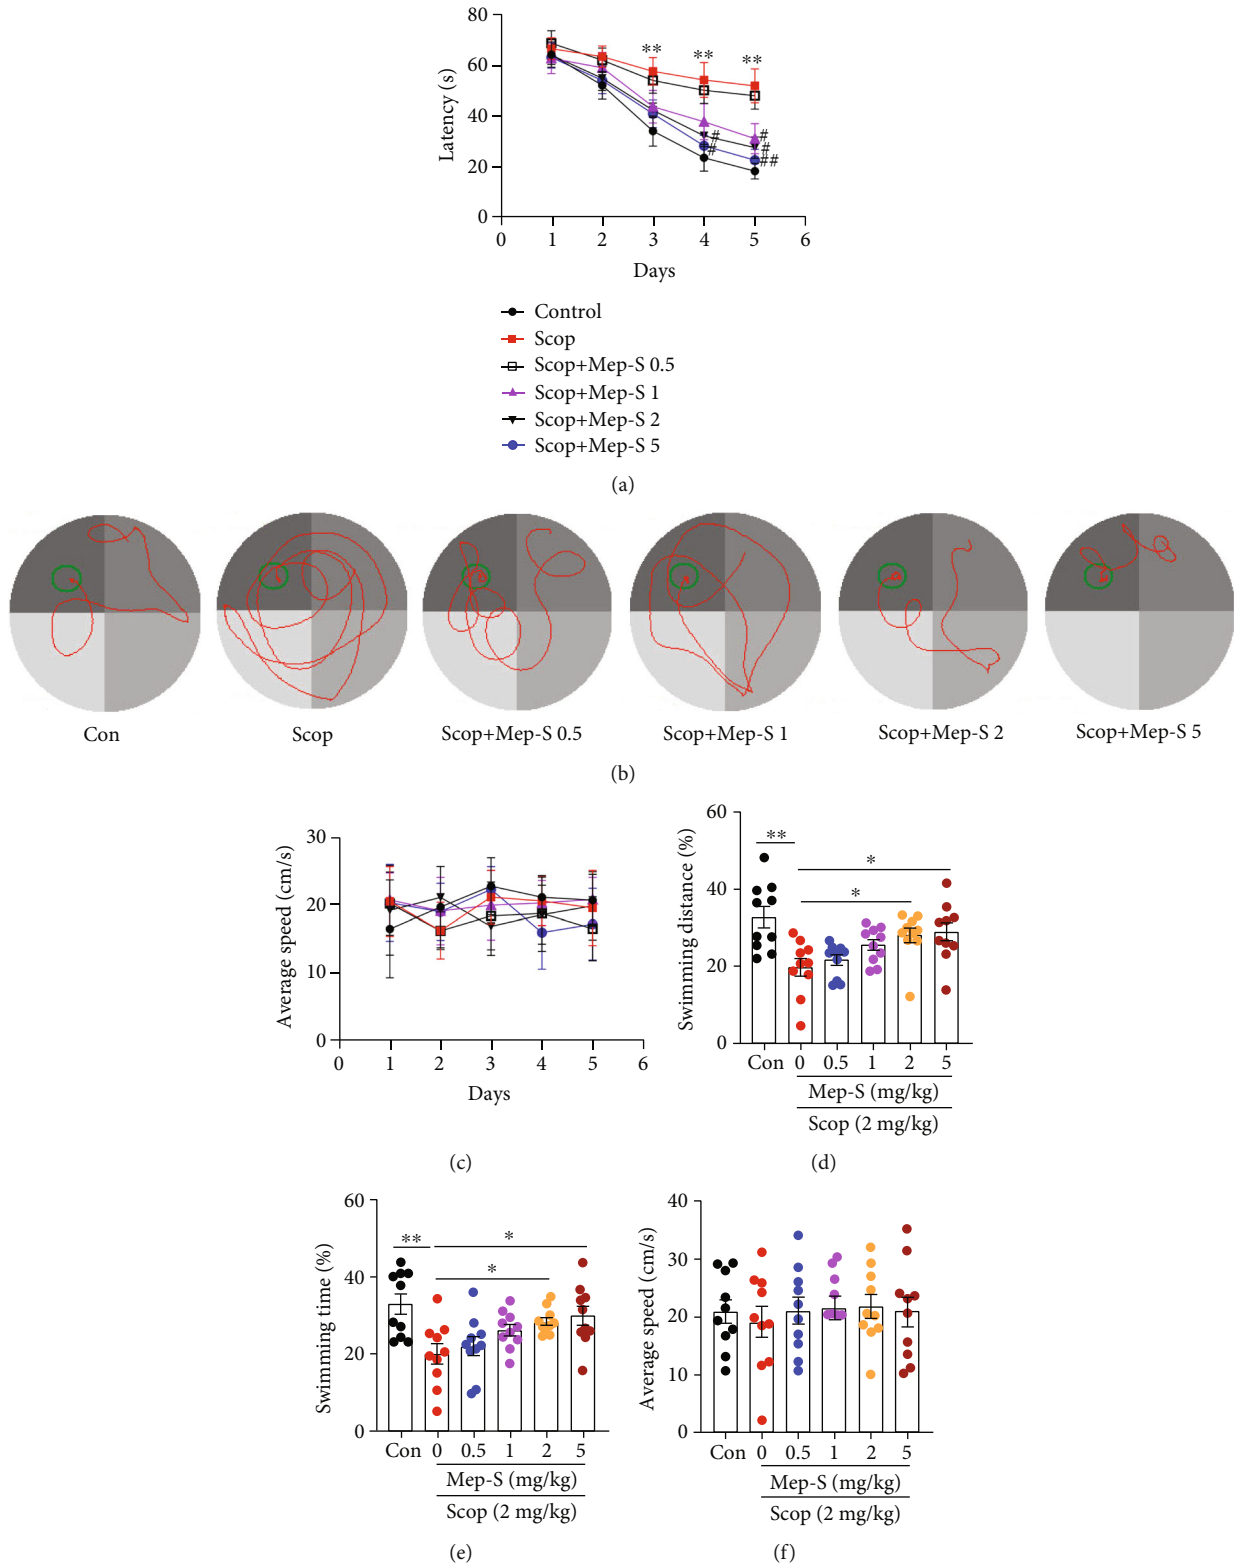 80
60
40
20
0
Latency (s)
** ** **
#
#
#
#
##
0 1 2 3 4 5 6
Days
Control
Scop
Scop+Mep-S 0.5
Scop+Mep-S 1
Scop+Mep-S 2
Scop+Mep-S 5
(a)
Con Scop Scop+Mep-S 0.5 Scop+Mep-S 1 Scop+Mep-S 2 Scop+Mep-S 5
(b)
30
20
10
0
Average speed (cm/s)
0 1 2 3 4 5 6
Days
(c)
60
40
20
0
Swimming distance (%)
**
*
*
Con 0 0.5 1 2 5
Mep-S (mg/kg)
Scop (2 mg/kg)
(d)
60
40
20
0
Swimming time (%)
**
*
*
Con 0 0.5 1 2 5
Mep-S (mg/kg)
Scop (2 mg/kg)
(e)
40
30
20
10
0
Average speed (cm/s)
Con 0 0.5 1 2 5
Mep-S (mg/kg)
Scop (2 mg/kg)
(f)